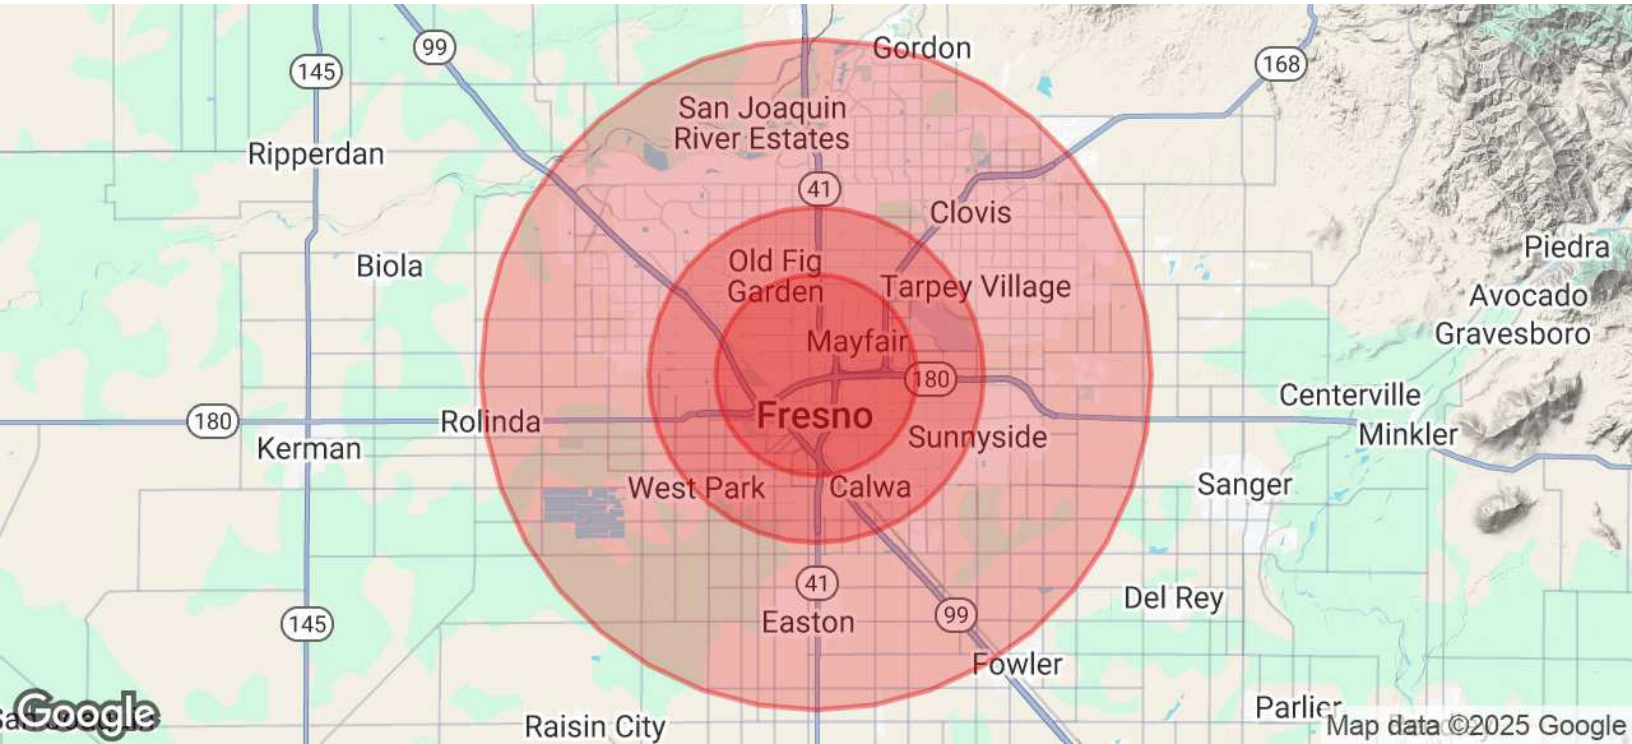 Gordon
99
168
145
San Joaquin
River Estates
Ripperdan
41
Clovis
Piedra
Old Fig
Garden
Biola
Tarpey Village
Avocado
Gravesboro
Mayfair
180
Centerville
Fresno
180
Rolinda
Minkler
Kerman
Sunnyside
Sanger
West Park
Calwa
41
Del Rey
99
Easton
145
Fowler
Parlier
Google
Raisin City
Map data ©2025 Google